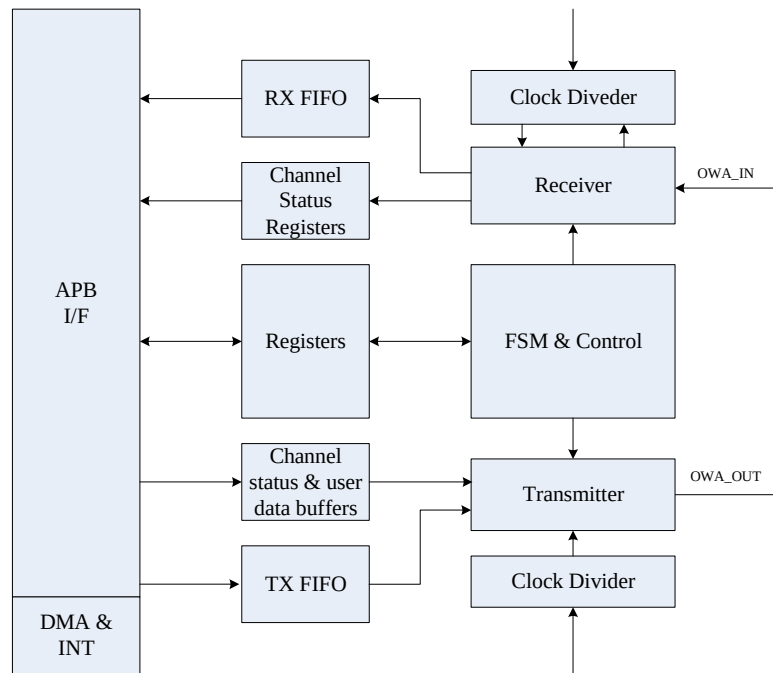 Clock Diveder
RX FIFO
Channel
Status
Registers
Receiver
OWA_IN
APB
I/F
Registers
FSM & Control
Channel
status & user
data buffers
Transmitter
OWA_OUT
TX FIFO
Clock Divider
DMA &
INT